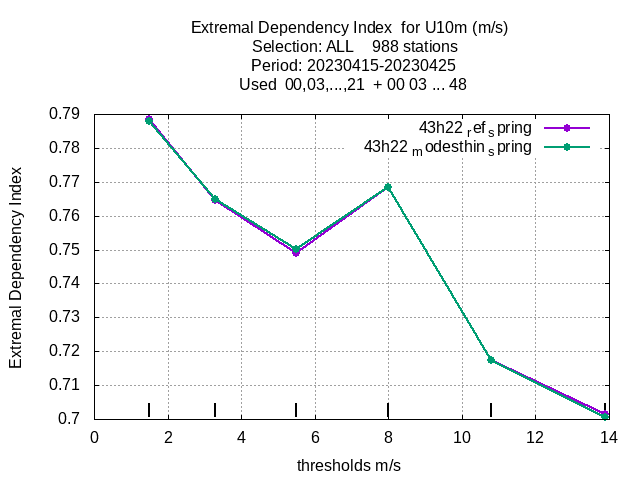 Extremal Dependency Index for U10m (m/s)
Selection: ALL 988 stations
Period: 20230415-20230425
Used 00,03,...,21 + 00 03 ... 48
43h22 ref spring
43h22 modesthin spring
Extremal Dependency Index
0.79
0.78
0.77
0.76
0.75
0.74
0.73
0.72
0.71
0.7
0 2 4 6 8 10 12 14
thresholds m/s